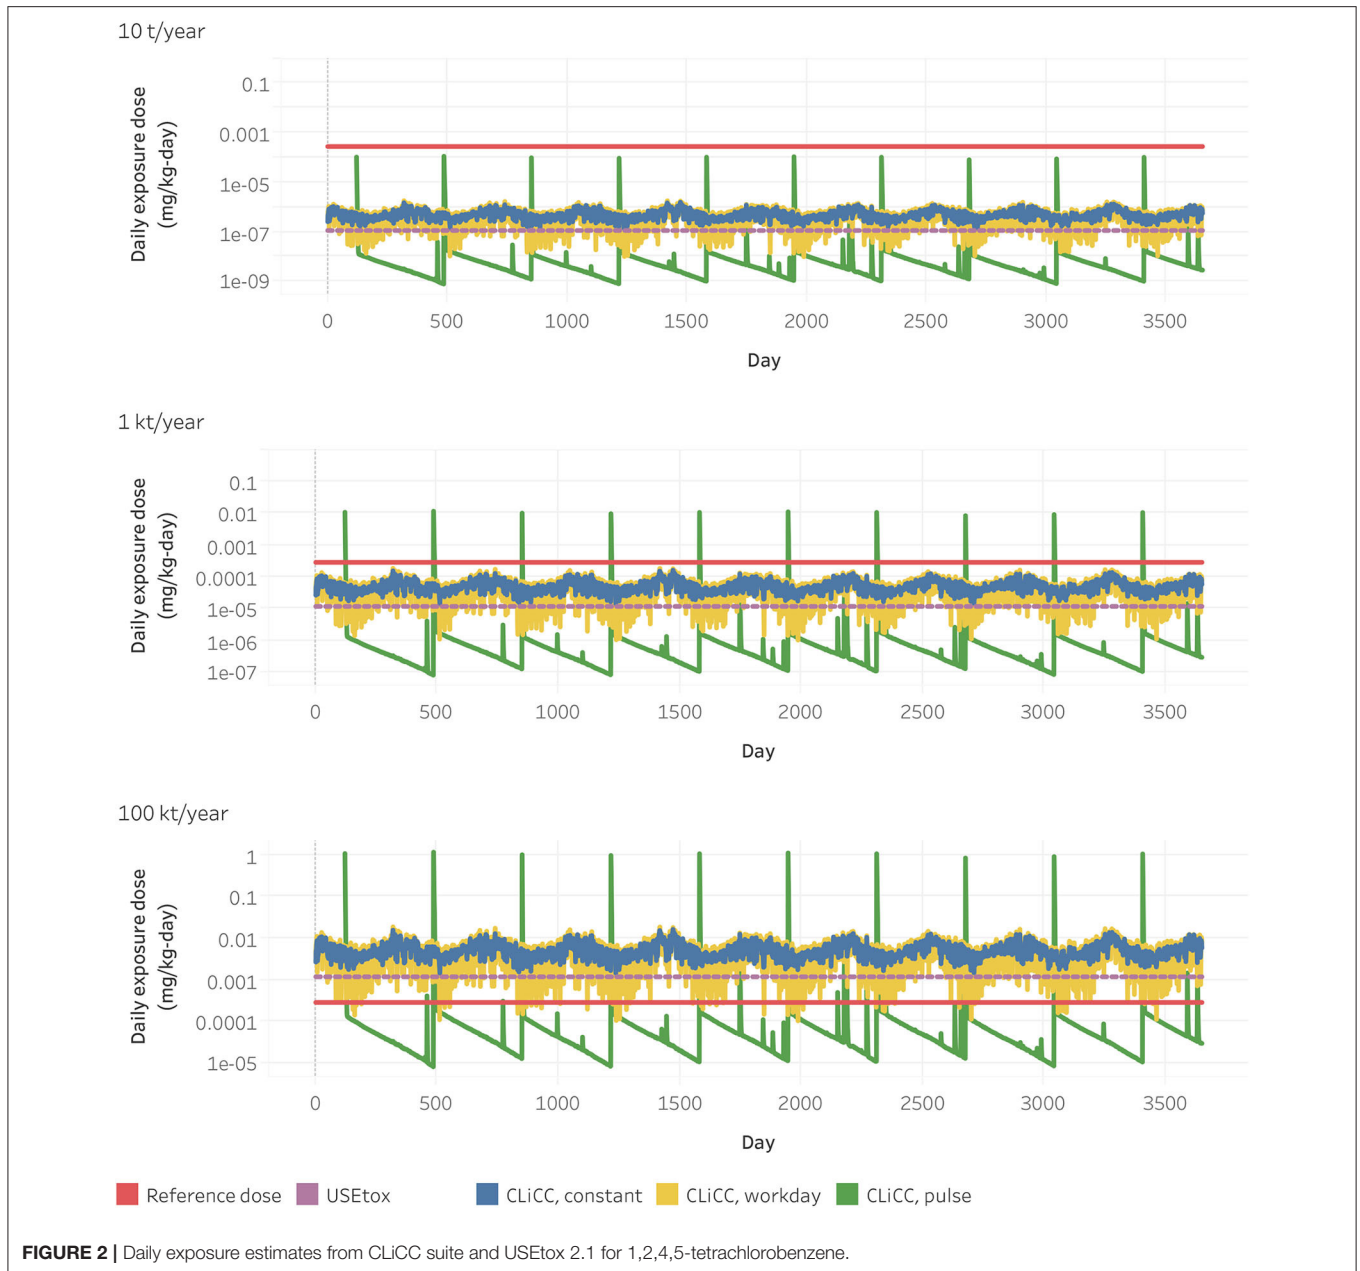 10 t/year
Daily exposure dose
(mg/kg-day)
0.1
0.001
1e-05
1e-07
1e-09
0 500 1000 1500 2000 2500 3000 3500
Day
1 kt/year
Daily exposure dose
(mg/kg-day)
0.1
0.01
0.001
0.0001
1e-05
1e-06
1e-07
0 500 1000 1500 2000 2500 3000 3500
Day
100 kt/year
Daily exposure dose
(mg/kg-day)
1
0.1
0.01
0.001
0.0001
1e-05
0 500 1000 1500 2000 2500 3000 3500
Day
Reference dose USEtox CLiCC, constant CLiCC, workday CLiCC, pulse
FIGURE 2 | Daily exposure estimates from CLiCC suite and USEtox 2.1 for 1,2,4,5-tetrachlorobenzene.